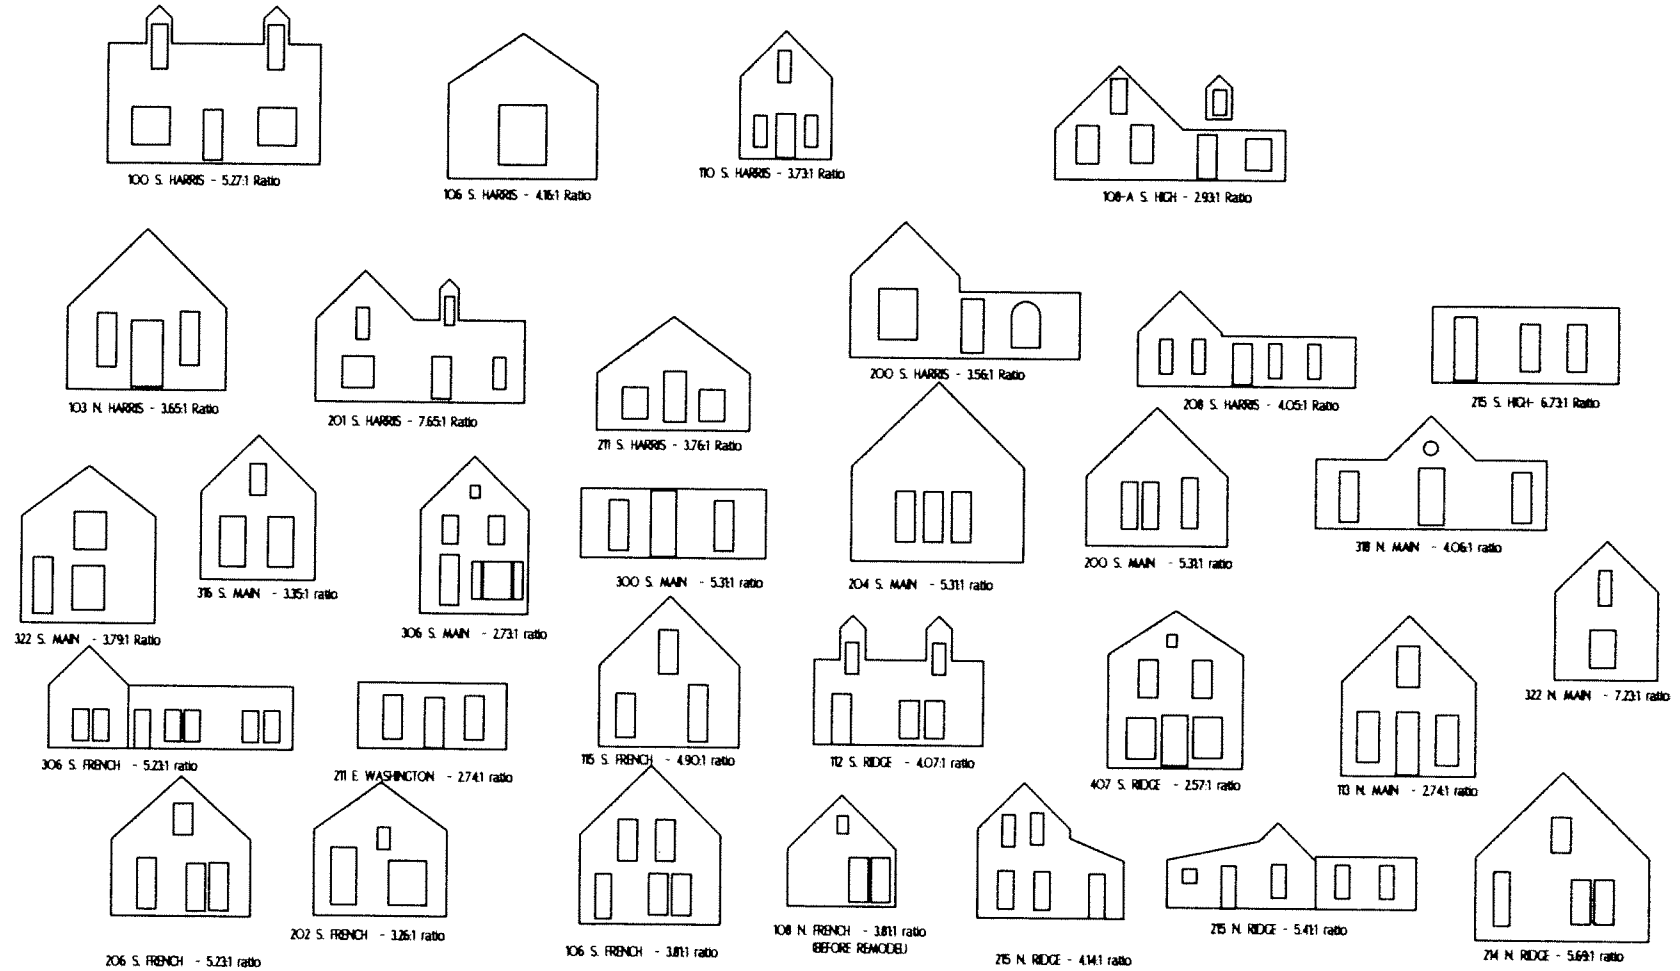 100 S. HARRIS - 5.27:1 Ratio
106 S. HARRIS - 4.16:1 Ratio
110 S. HARRIS - 3.73:1 Ratio
108-A S. HIGH - 2.93:1 Ratio
103 N. HARRIS - 3.65:1 Ratio
201 S. HARRIS - 7.65:1 Ratio
211 S. HARRIS - 3.76:1 Ratio
200 S. HARRIS - 3.56:1 Ratio
208 S. HARRIS - 4.05:1 Ratio
215 S. HIGH- 6.73:1 Ratio
322 S. MAIN - 3.79:1 Ratio
316 S. MAIN - 3.35:1 ratio
306 S. MAIN - 2.73:1 ratio
300 S. MAIN - 5.31:1 ratio
204 S. MAIN - 5.31:1 ratio
200 S. MAIN - 5.31:1 ratio
318 N. MAIN - 4.06:1 ratio
322 N. MAIN - 7.23:1 ratio
306 S. FRENCH - 5.23:1 ratio
211 E. WASHINGTON - 2.74:1 ratio
115 S. FRENCH - 4.90:1 ratio
112 S. RIDGE - 4.07:1 ratio
407 S. RIDGE - 2.57:1 ratio
113 N. MAIN - 2.74:1 ratio
206 S. FRENCH - 5.23:1 ratio
202 S. FRENCH - 3.26:1 ratio
106 S. FRENCH - 3.81:1 ratio
108 N. FRENCH - 3.81:1 ratio
(BEFORE REMODEL)
215 N. RIDGE - 4.14:1 ratio
215 N. RIDGE - 5.41:1 ratio
214 N. RIDGE - 5.69:1 ratio